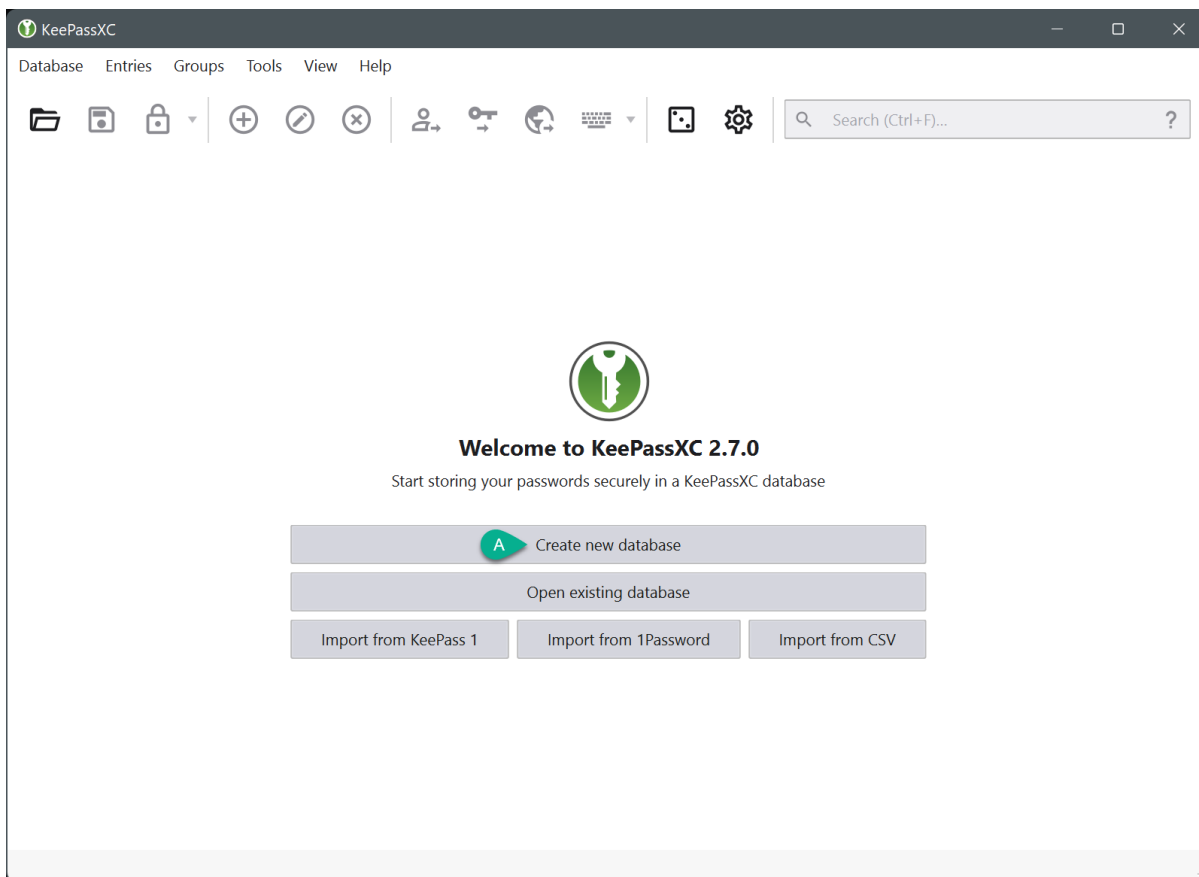 KeePassXC
Database Entries Groups Tools View Help
Search (Ctrl+F)... ?
Welcome to KeePassXC 2.7.0
Start storing your passwords securely in a KeePassXC database
A Create new database
Open existing database
Import from KeePass 1 Import from 1Password Import from CSV